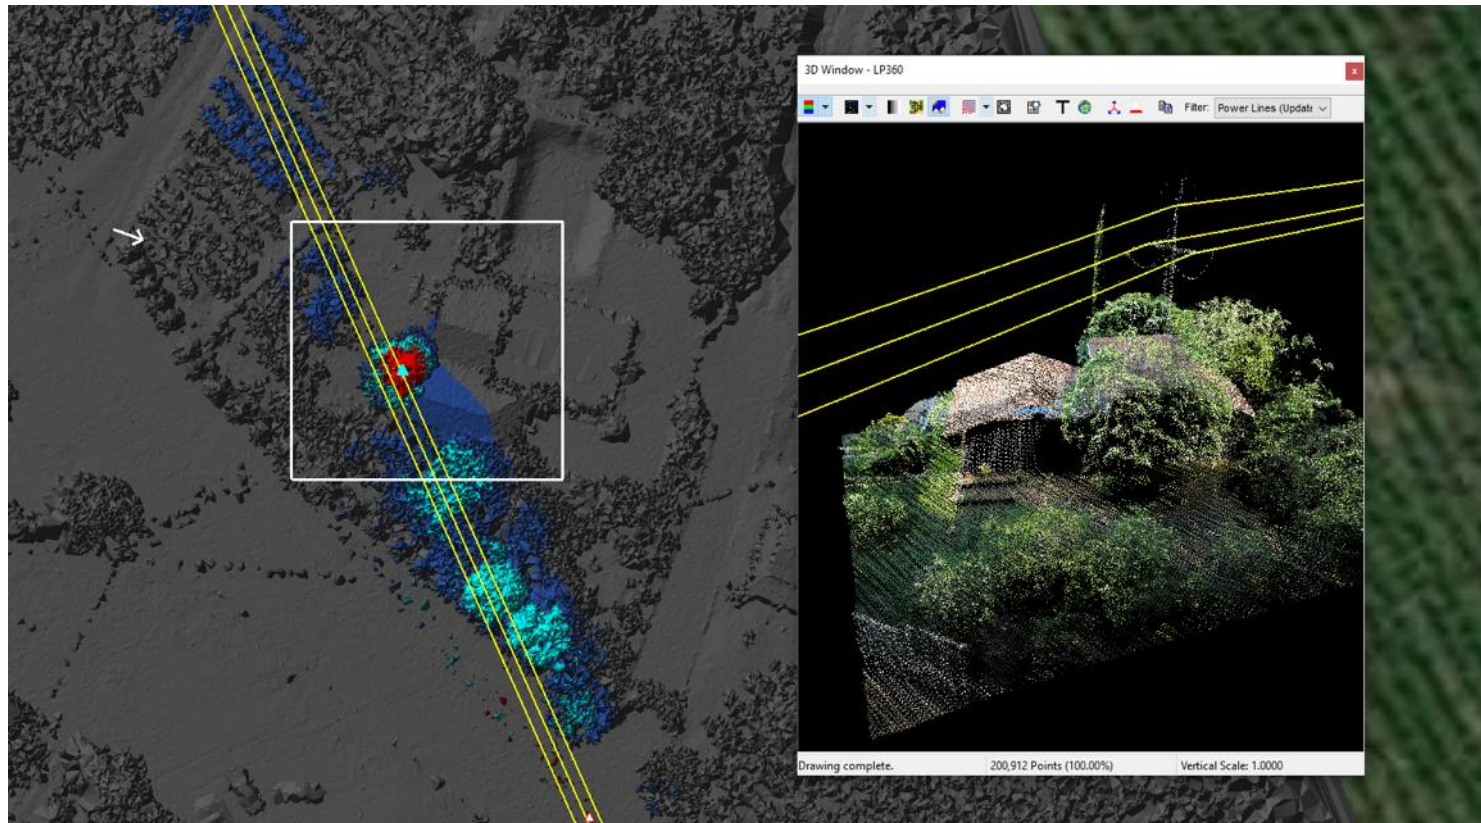 3D Window - LP360
x
T Filter: Power Lines (Updat
Drawing complete. 200,912 Points (100.00%) Vertical Scale: 1.0000